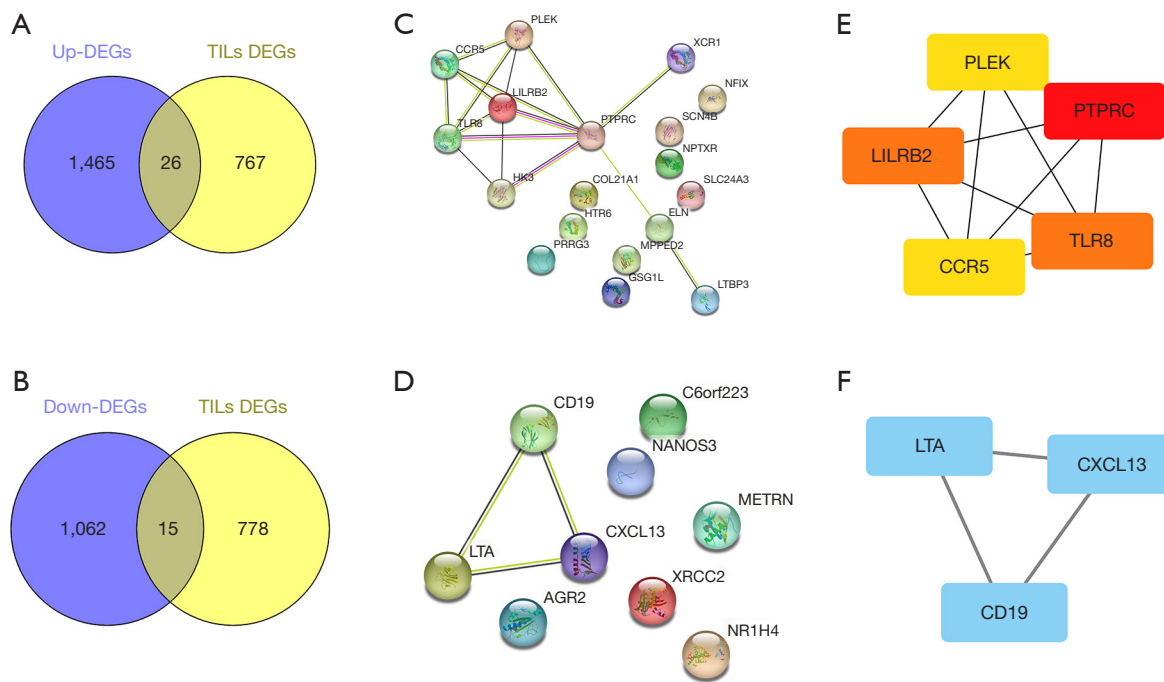 A
Up-DEGs
TILs DEGs
1,465
26
767
B
Down-DEGs
TILs DEGs
1,062
15
778
C
PLEK
CCR5
XCR1
LILRB2
NFIX
TLR8
PTPRC
SCN4B
NPTXR
HK3
COL21A1
SLC24A3
HTR6
ELN
PRRG3
MPPED2
GSG1L
LTBP3
D
C6orf223
CD19
NANOS3
METRN
CXCL13
LTA
XRCC2
AGR2
NR1H4
E
PLEK
PTPRC
LILRB2
TLR8
CCR5
F
LTA
CXCL13
CD19